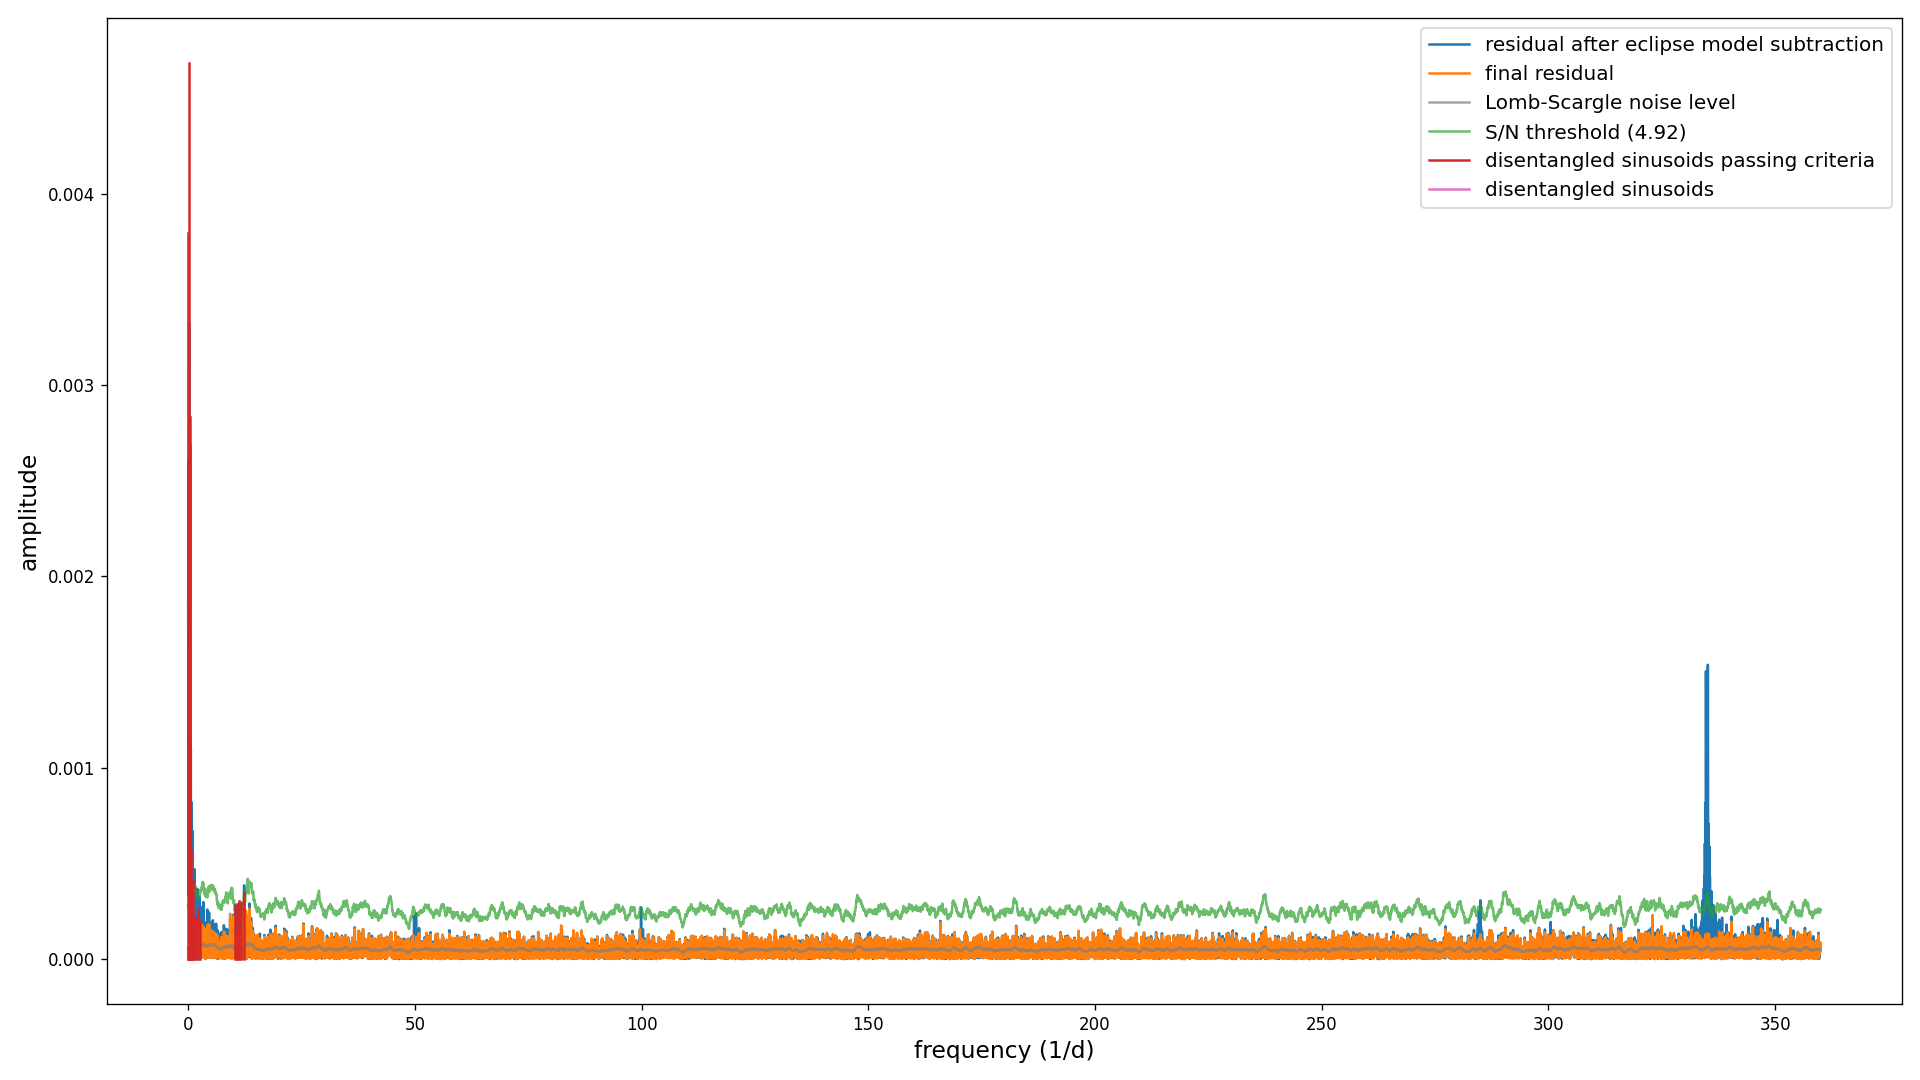 residual after eclipse model subtraction
final residual
Lomb-Scargle noise level
S/N threshold (4.92)
disentangled sinusoids passing criteria
disentangled sinusoids
amplitude
0.004
0.003
0.002
0.001
0.000
0 50 100 150 200 250 300 350
frequency (1/d)